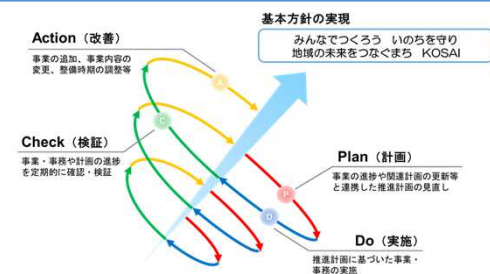 基本方針の実現
みんなでつくろう いのちを守り
地域の未来をつなぐまち KOSAI
Action（改善）
事業の追加、事業内容の
変更、整備時期の調整等
A
C
Check（検証）
事業・事務や計画の進捗
を定期的に確認・検証
Plan（計画）
事業の進捗や関連計画の更新等
と連携した推進計画の見直し
P
D
Do（実施）
推進計画に基づいた事業・
事務の実施